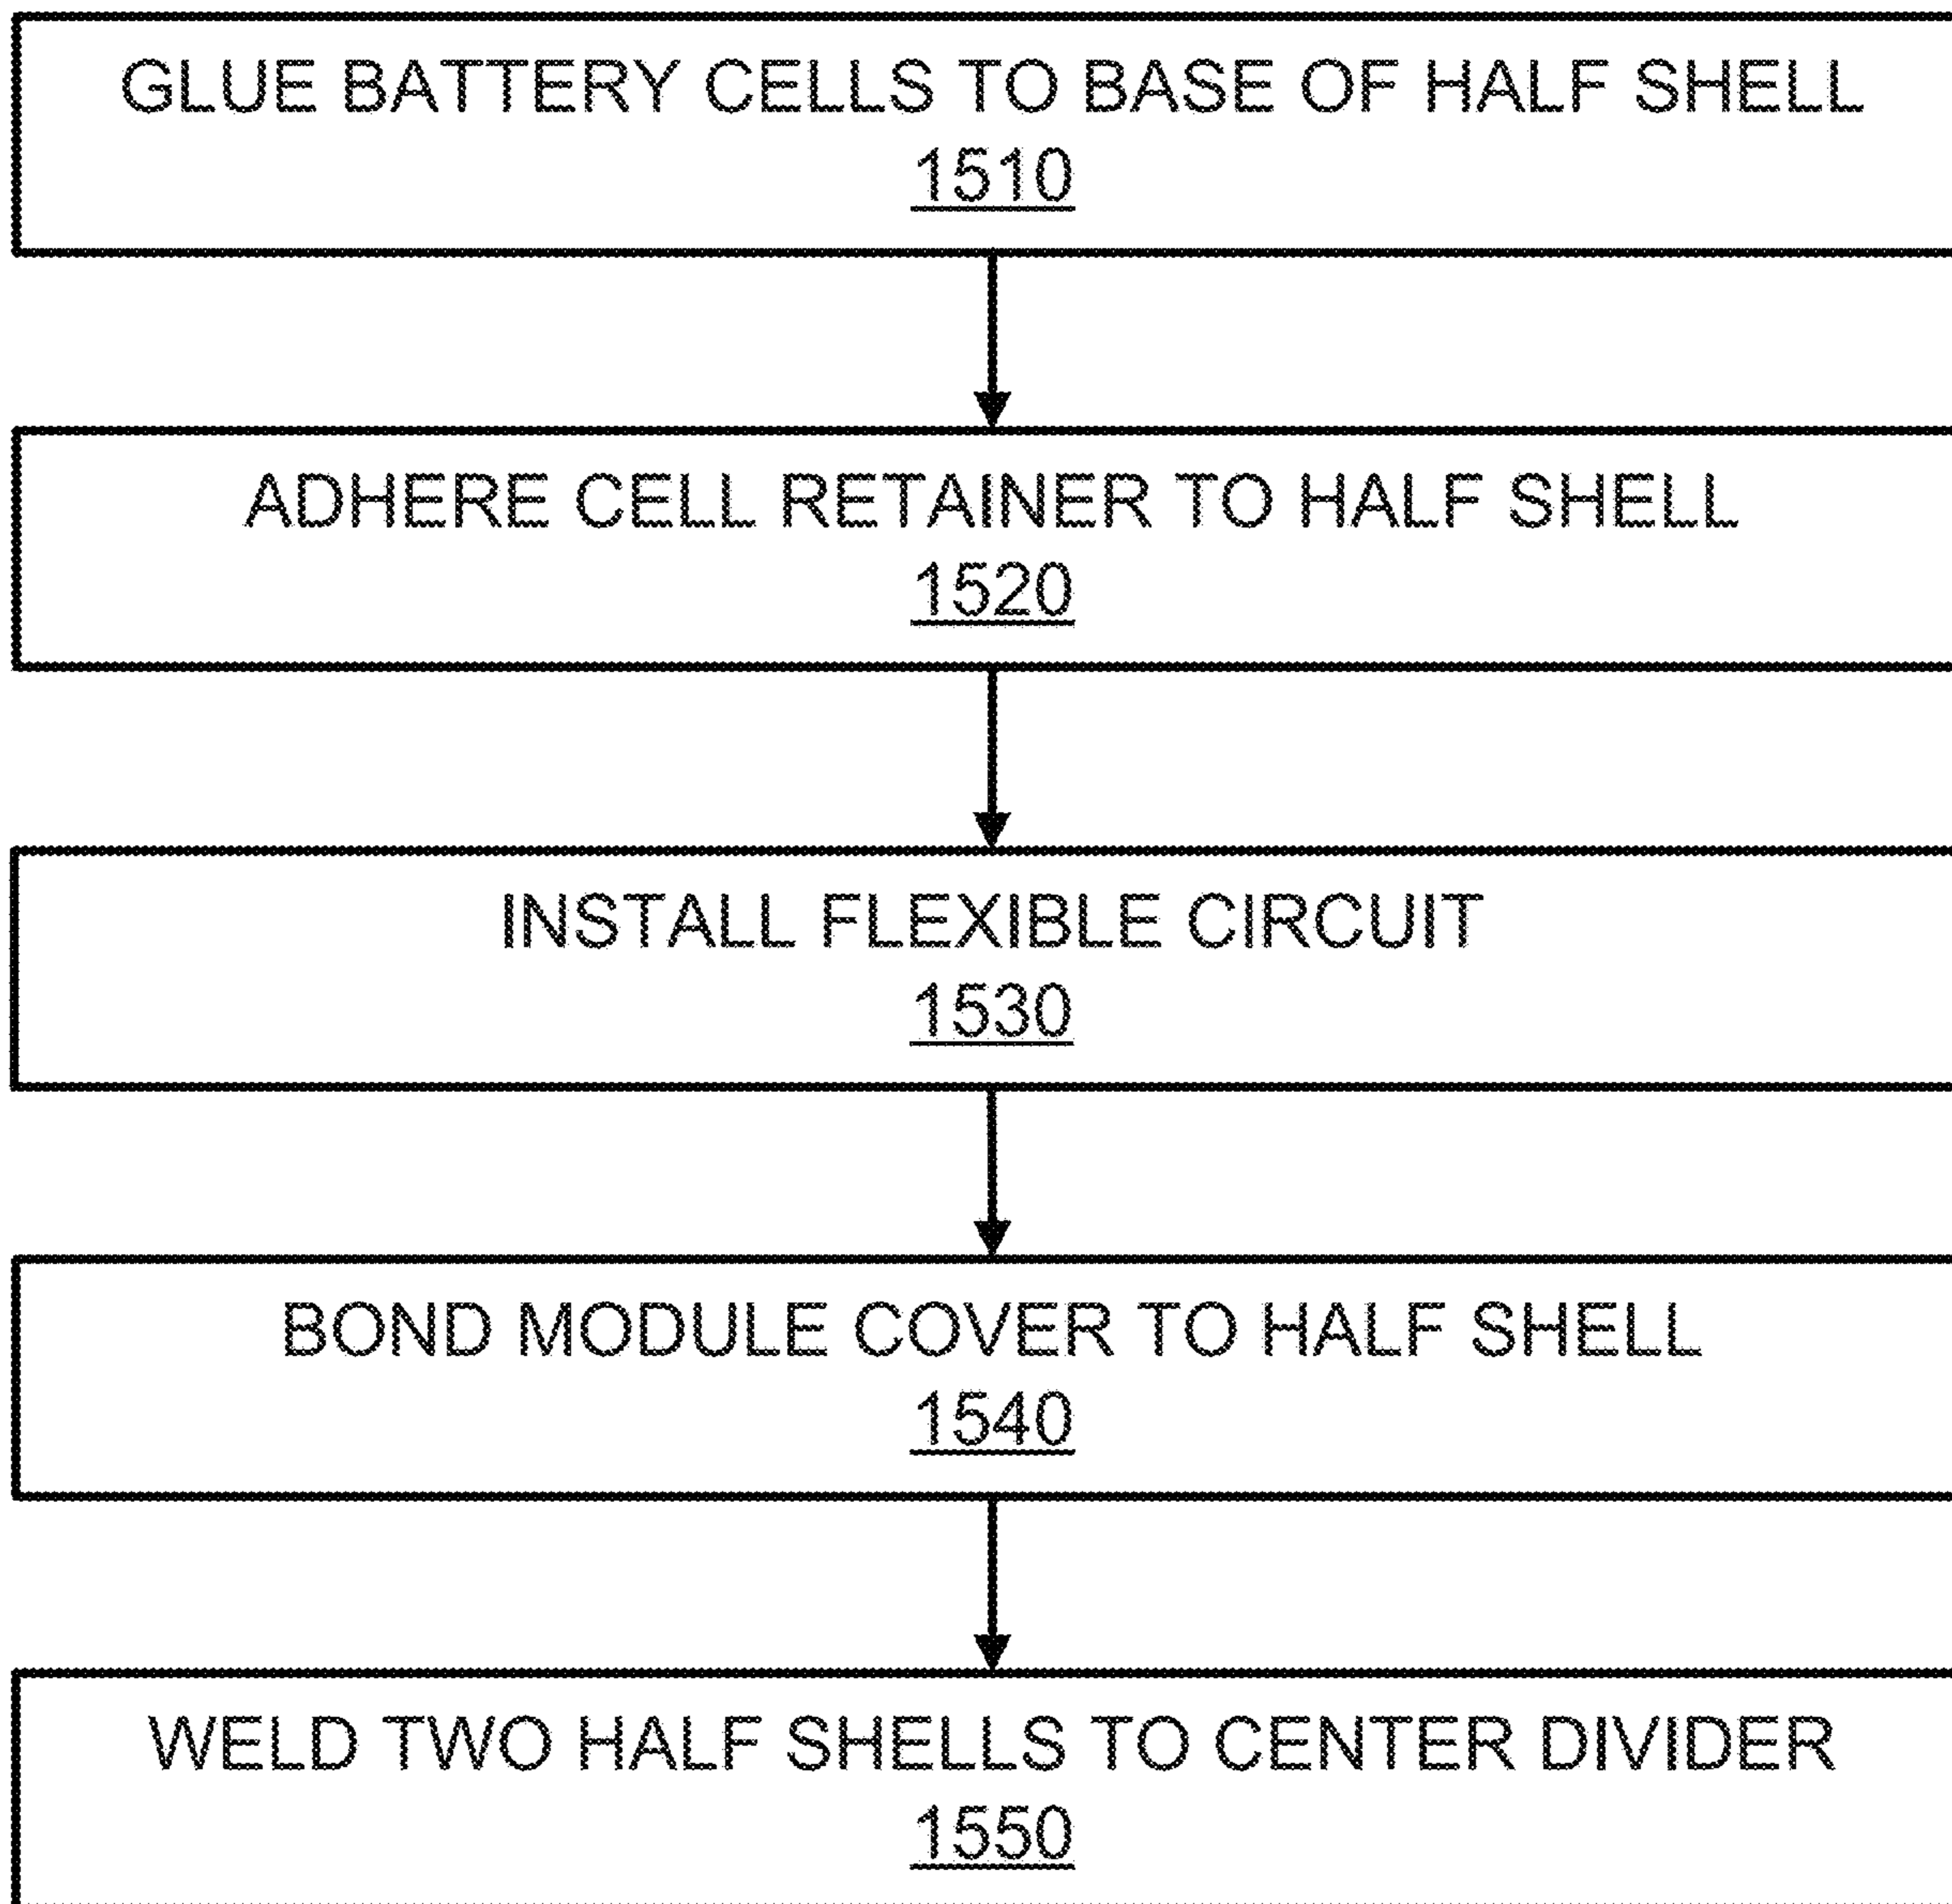 GLUE BATTERY CELLS TO BASE OF HALF SHELL
1510
ADHERE CELL RETAINER TO HALF SHELL
1520
INSTALL FLEXIBLE CIRCUIT
1530
BOND MODULE COVER TO HALF SHELL
1540
WELD TWO HALF SHELLS TO CENTER DIVIDER
1550